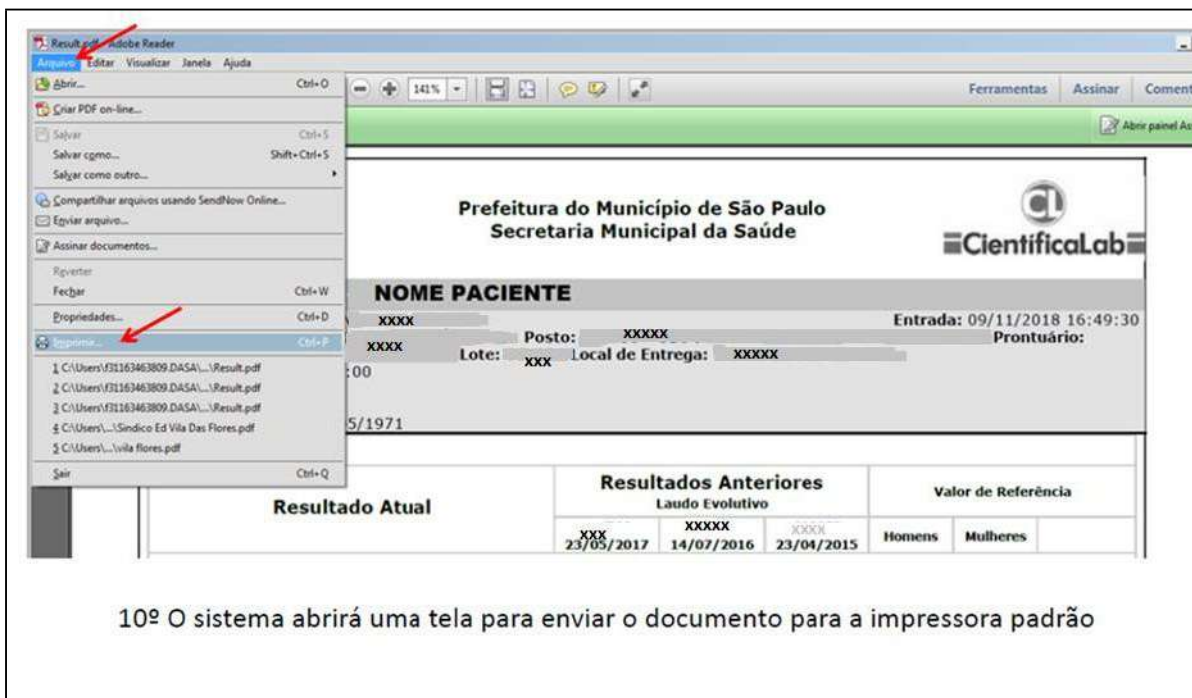 Result.pdf - Adobe Reader
Arquivo Editar Visualizar Janela Ajuda
Abrir... Ctrl+O
141%
Ferramentas Assinar Coment
Criar PDF on-line...
Abrir painel As
Salvar Ctrl+S
Salvar como... Shift+Ctrl+S
Salvar como outro...
Compartilhar arquivos usando SendNow Online...
Enviar arquivo...
Assinar documentos...
Reverter
Fechar Ctrl+W
Propriedades... Ctrl+D
Imprimir... Ctrl+P
1 C:\Users\f31163463809.DASA\...\Result.pdf
2 C:\Users\f31163463809.DASA\...\Result.pdf
3 C:\Users\f31163463809.DASA\...\Result.pdf
4 C:\Users\...\Sindico Ed Vila Das Flores.pdf
5 C:\Users\...\vila flores.pdf
Sair Ctrl+Q
Prefeitura do Município de São Paulo
Secretaria Municipal da Saúde
CientíficaLab
NOME PACIENTE
xxxx
Entrada: 09/11/2018 16:49:30
xxxx Posto: xxxxx Prontuário:
Lote: xxx Local de Entrega: xxxxx
:00
5/1971
Resultado Atual
Resultados Anteriores
Laudo Evolutivo
Valor de Referência
xxx xxxxx xxxx
23/05/2017 14/07/2016 23/04/2015
Homens Mulheres
10º O sistema abrirá uma tela para enviar o documento para a impressora padrão